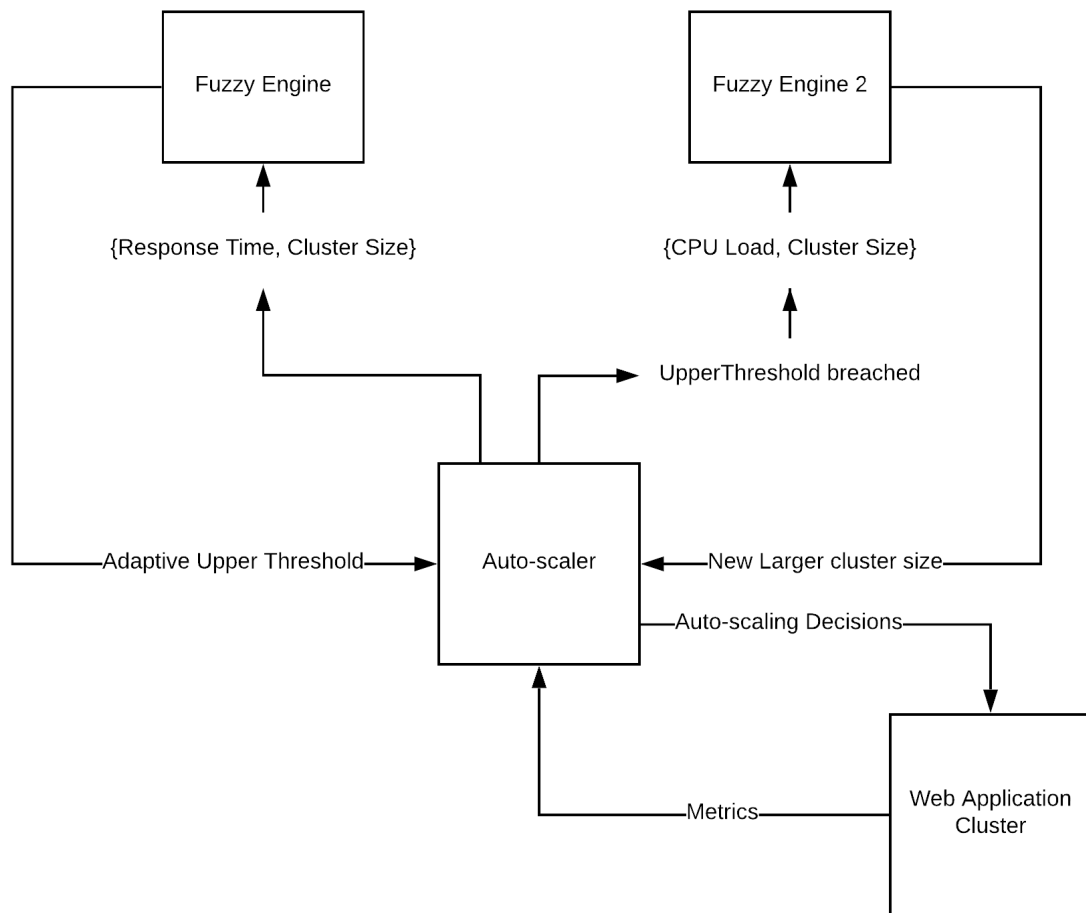 Fuzzy Engine
Fuzzy Engine 2
{Response Time, Cluster Size}
{CPU Load, Cluster Size}
UpperThreshold breached
Adaptive Upper Threshold
Auto-scaler
New Larger cluster size
Auto-scaling Decisions
Metrics
Web Application
Cluster